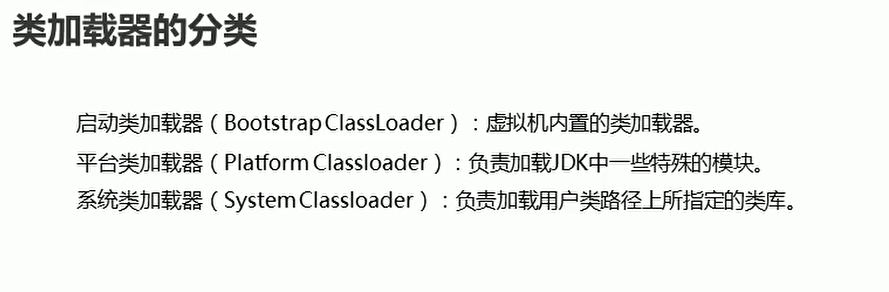 类加载器的分类
启动类加载器（Bootstrap ClassLoader）：虚拟机内置的类加载器。
平台类加载器（Platform Classloader）：负责加载JDK中一些特殊的模块。
系统类加载器（System Classloader）：负责加载用户类路径上所指定的类库。